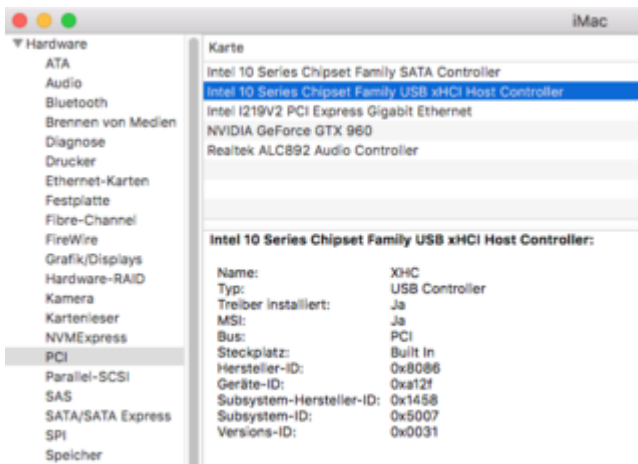 iMac
Hardware
ATA
Audio
Bluetooth
Brennen von Medien
Diagnose
Drucker
Ethernet-Karten
Festplatte
Fibre-Channel
FireWire
Grafik/Displays
Hardware-RAID
Kamera
Kartenleser
NVMExpress
PCI
Parallel-SCSI
SAS
SATA/SATA Express
SPI
Speicher
Karte
Intel 10 Series Chipset Family SATA Controller
Intel 10 Series Chipset Family USB xHCI Host Controller
Intel I219V2 PCI Express Gigabit Ethernet
NVIDIA GeForce GTX 960
Realtek ALC892 Audio Controller
Intel 10 Series Chipset Family USB xHCI Host Controller:
Name: XHC
Typ: USB Controller
Treiber installiert: Ja
MSI: Ja
Bus: PCI
Steckplatz: Built In
Hersteller-ID: 0x8086
Geräte-ID: 0xa12f
Subsystem-Hersteller-ID: 0x1458
Subsystem-ID: 0x5007
Versions-ID: 0x0031